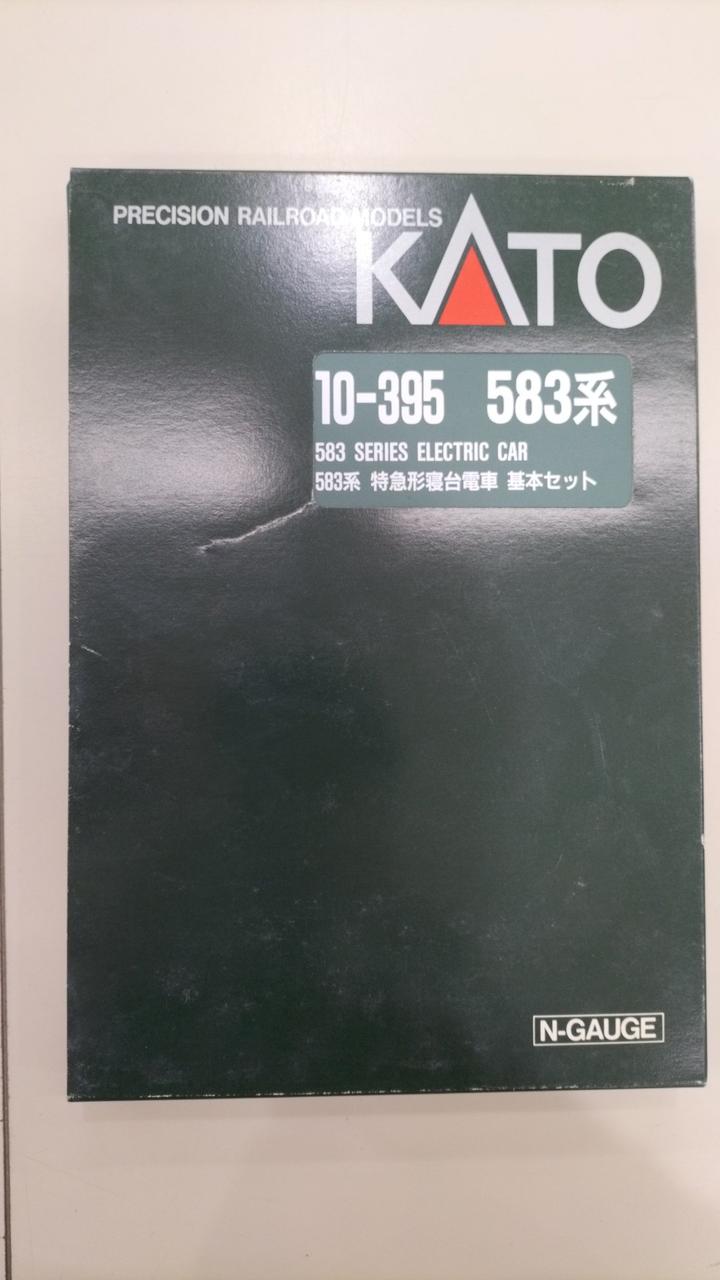 PRECISION RAILROAD MODELS
KATO
10-395 583系
583 SERIES ELECTRIC CAR
583系 特急形寝台電車 基本セット
N-GAUGE